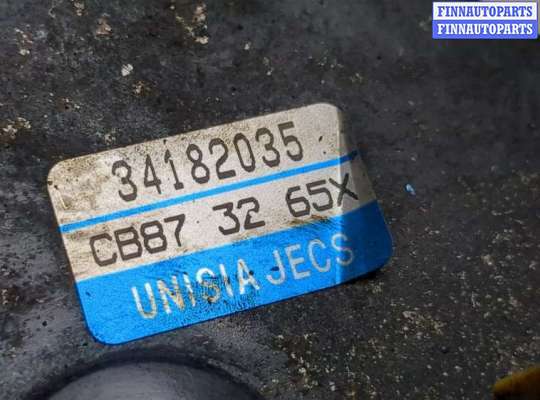 FINNAUTOPARTS
FINNAUTOPARTS
34182035
CB87 32 65X
UNISIA JECS